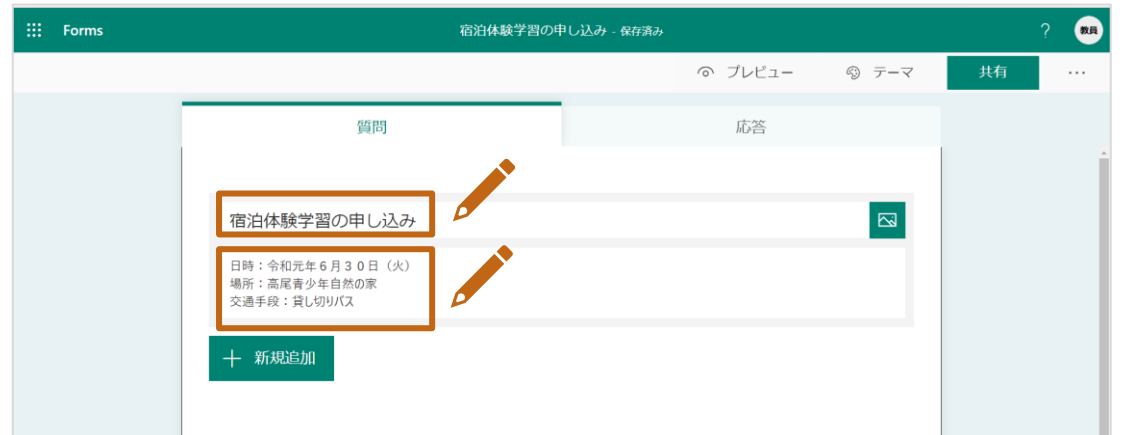 Forms
宿泊体験学習の申し込み - 保存済み
?
教員
プレビュー
テーマ
共有
...
質問
応答
宿泊体験学習の申し込み
日時：令和元年６月３０日（火）
場所：高尾青少年自然の家
交通手段：貸し切りバス
＋ 新規追加